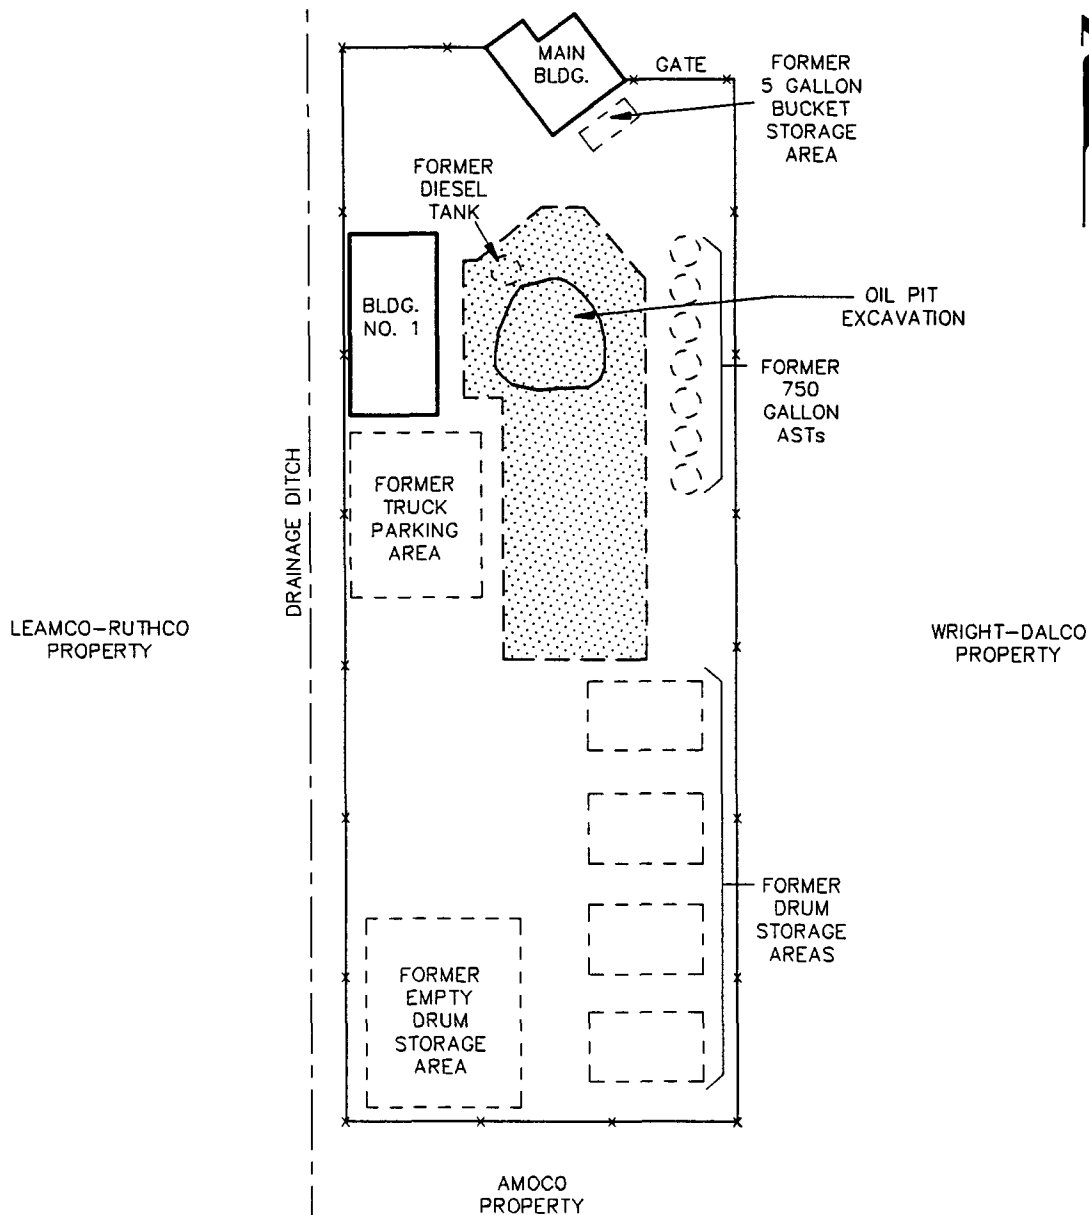 MAIN
BLDG.
GATE
FORMER
5 GALLON
BUCKET
STORAGE
AREA
FORMER
DIESEL
TANK
BLDG.
NO. 1
OIL PIT
EXCAVATION
FORMER
750
GALLON
ASTs
FORMER
TRUCK
PARKING
AREA
DRAINAGE DITCH
LEAMCO-RUTHCO
PROPERTY
WRIGHT-DALCO
PROPERTY
FORMER
DRUM
STORAGE
AREAS
FORMER
EMPTY
DRUM
STORAGE
AREA
AMOCO
PROPERTY